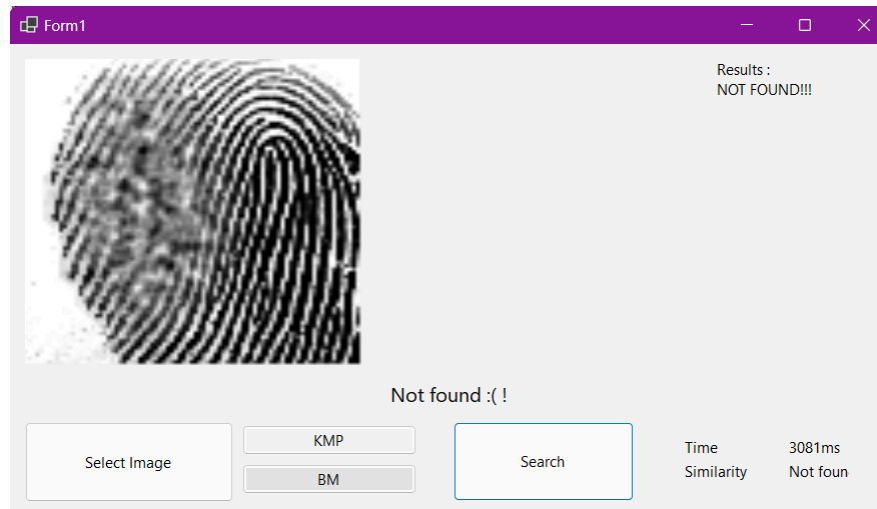 Form1
Results :
NOT FOUND!!!
Not found :( !
Select Image
KMP
BM
Search
Time 3081ms
Similarity Not foun